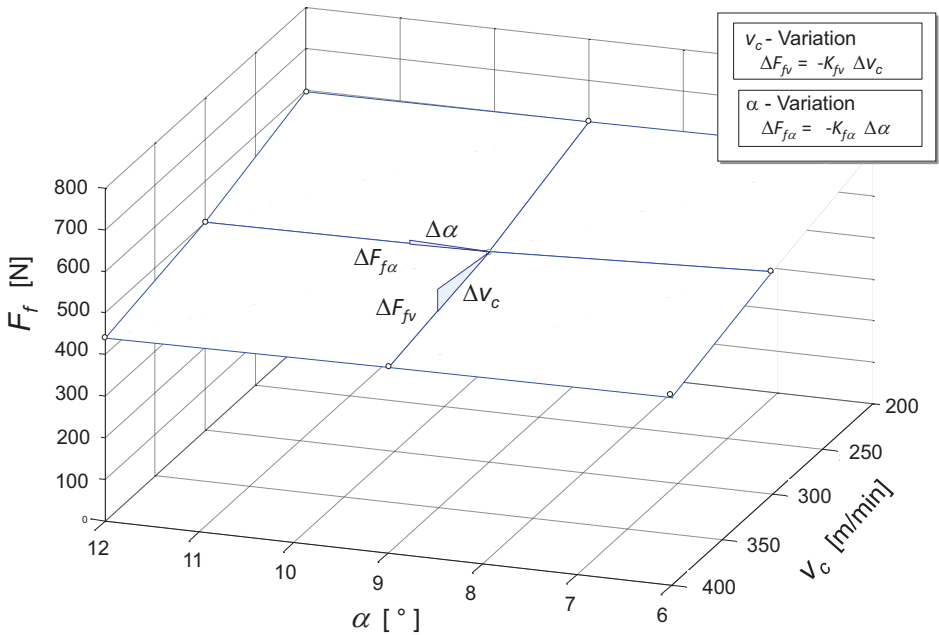 v_c - Variation
ΔF_fv = -K_fv Δv_c
α - Variation
ΔF_fα = -K_fα Δα
800
700
600
500
400
300
200
100
0
F_f [N]
Δα
ΔF_fα
ΔF_fv
Δv_c
12
11
10
9
8
7
6
α [ ° ]
200
250
300
350
400
v_c [m/min]